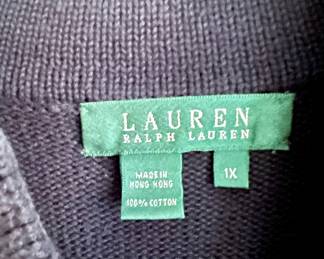 LAUREN
RALPH LAUREN
MADE IN
HONG KONG
100% COTTON
1X